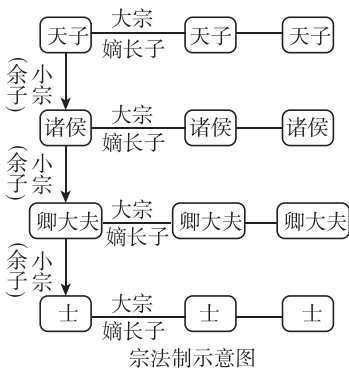 天子 大宗 嫡长子 天子 天子
(余子) 小宗
诸侯 大宗 嫡长子 诸侯 诸侯
(余子) 小宗
卿大夫 大宗 嫡长子 卿大夫 卿大夫
(余子) 小宗
士 大宗 嫡长子 士 士
宗法制示意图